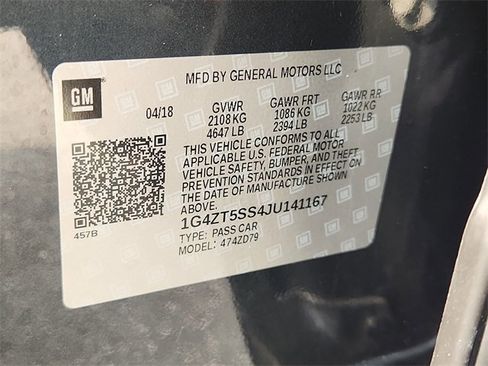 MFD BY GENERAL MOTORS LLC
GM
04/18 GVWR GAWR FRT GAWR RR
2108 KG 1086 KG 1022 KG
4647 LB 2394 LB 2253 LB
THIS VEHICLE CONFORMS TO ALL
APPLICABLE U.S. FEDERAL MOTOR
VEHICLE SAFETY, BUMPER, AND THEFT
PREVENTION STANDARDS IN EFFECT ON
THE DATE OF MANUFACTURE SHOWN
ABOVE.
1G4ZT5SS4JU141167
457B
TYPE: PASS CAR
MODEL: 474ZD79